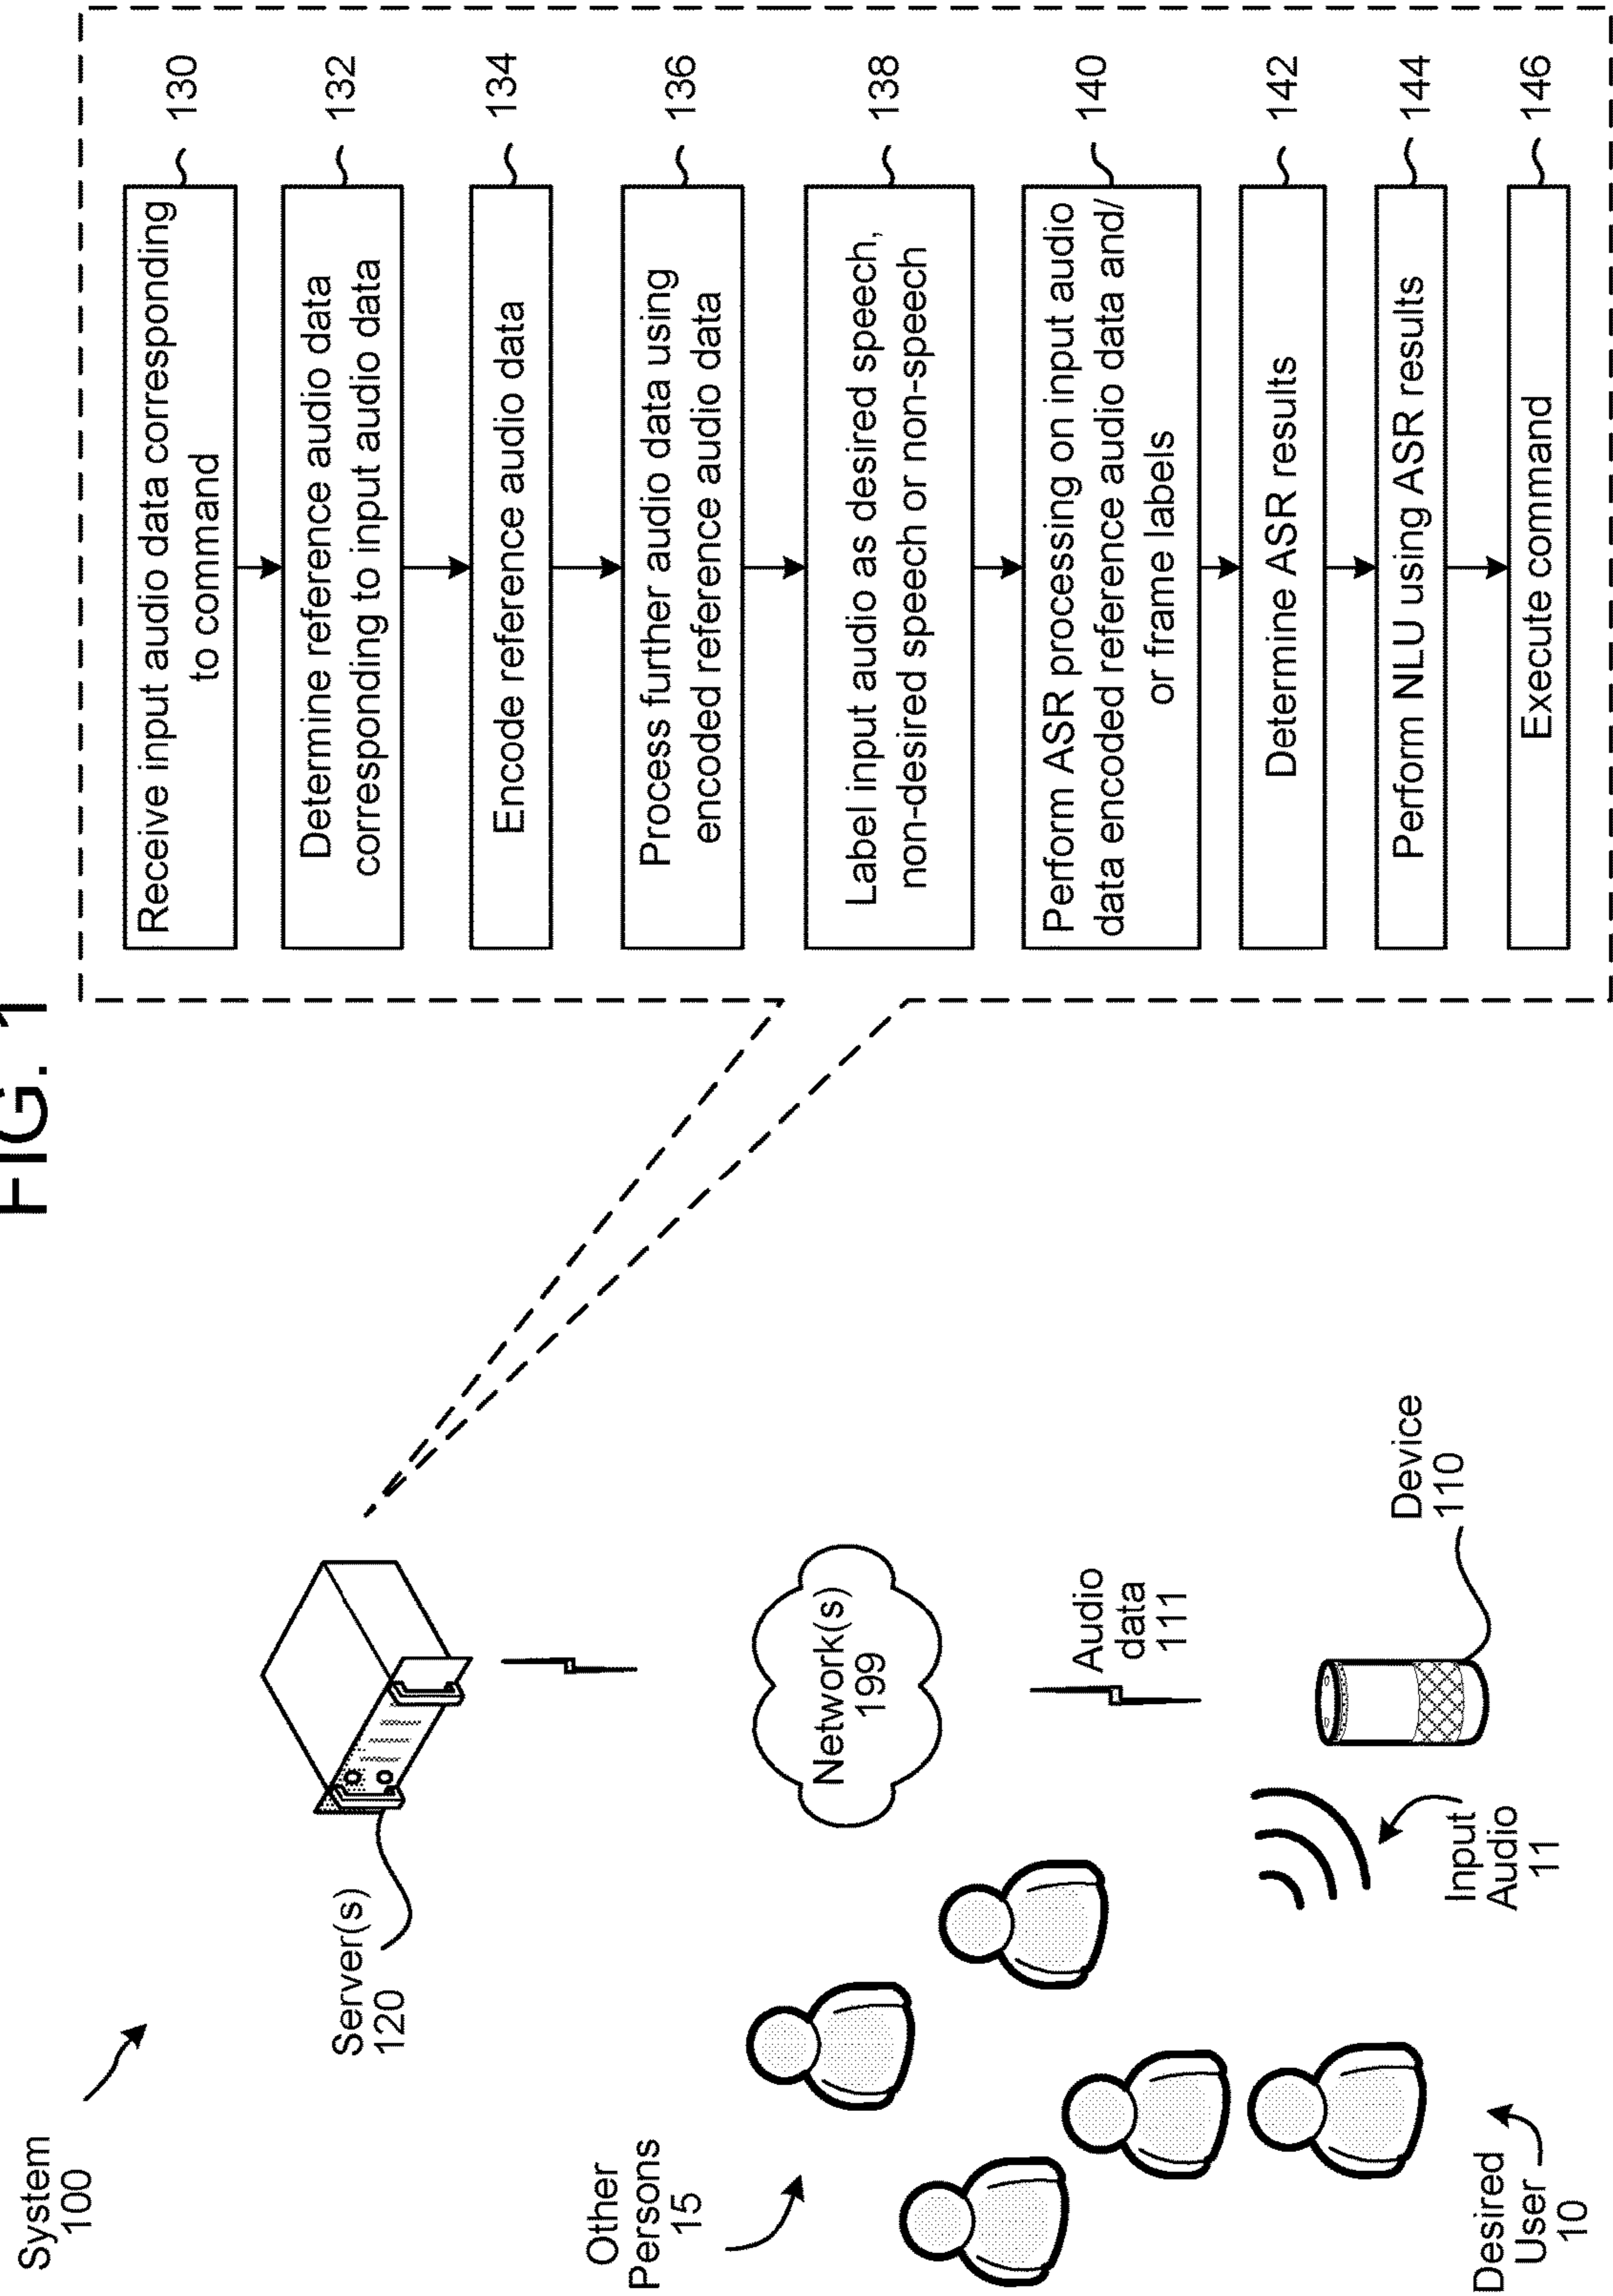 FIG. 1
System
100
Server(s)
120
Other
Persons
15
Desired
User
10
Input
Audio
11
Device
110
Audio
data
111
Network(s)
199
Receive input audio data corresponding
to command
130
Determine reference audio data
corresponding to input audio data
132
Encode reference audio data
134
Process further audio data using
encoded reference audio data
136
Label input audio as desired speech,
non-desired speech or non-speech
138
Perform ASR processing on input audio
data encoded reference audio data and/
or frame labels
140
Determine ASR results
142
Perform NLU using ASR results
144
Execute command
146